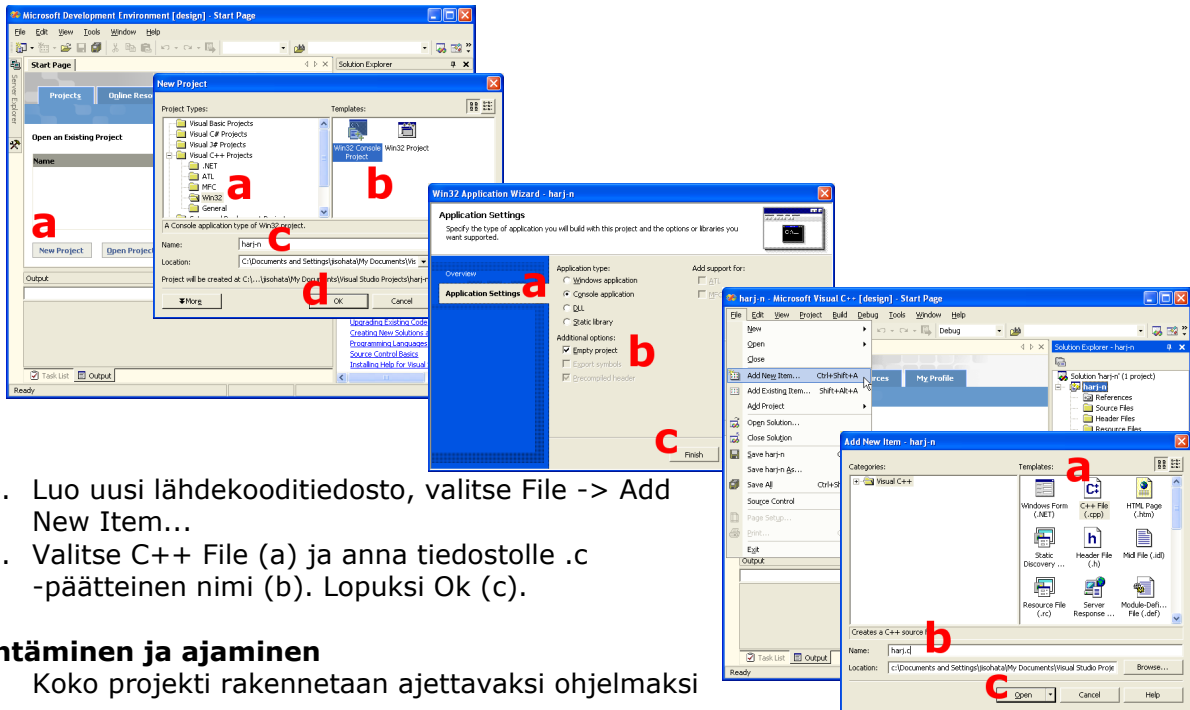 Microsoft Development Environment [design] - Start Page
File Edit View Tools Window Help
Start Page
Solution Explorer
Server Explorer
Projects
Open an Existing Project
Name
a
New Project
Output
Task List Output
Ready
Upgrading Existing Code
Creating New Solutions
Programming Languages
Source Control Basics
Installing Help for Visual
New Project
Project Types:
Templates:
Visual Basic Projects
Visual C# Projects
Visual J# Projects
Visual C++ Projects
.NET
ATL
MFC
Win32
General
a
Win32 Console Project
Win32 Project
b
A Console application type of Win32 project.
Name: harj-n
c
Location: C:\Documents and Settings\jisohata\My Documents\Vis
Project will be created at C:\...\jisohata\My Documents\Visual Studio Projects\harj-n
More
d
OK
Cancel
Win32 Application Wizard - harj-n
Application Settings
Specify the type of application you will build with this project and the options or libraries you
want supported.
Overview
Application Settings
a
Application type:
Windows application
Console application
DLL
Static library
Add support for:
ATL
Additional options:
Empty project
Export symbols
Precompiled header
b
c
Finish
harj-n - Microsoft Visual C++ [design] - Start Page
File Edit View Project Build Debug Tools Window Help
Debug
New
Open
Close
Add New Item... Ctrl+Shift+A
Add Existing Item... Shift+Alt+A
Add Project
Open Solution...
Close Solution
Save harj-n
Save harj-n As...
Save All
Source Control
Page Setup...
Print...
Exit
My Profile
Solution Explorer - harj-n
Solution 'harj-n' (1 project)
harj-n
References
Source Files
Header Files
Resource Files
Output
Task List Output
Ready
Add New Item - harj-n
Categories:
Templates:
a
Visual C++
Windows Form (.NET)
C++ File (.cpp)
HTML Page (.htm)
Static Discovery ...
Header File (.h)
Midl File (.idl)
Resource File (.rc)
Server Response ...
Module-Defi... File (.def)
b
Name: harj.c
Location: c:\Documents and Settings\jisohata\My Documents\Visual Studio Proje
Browse...
c
Open
Cancel
Help
. Luo uusi lähdekooditiedosto, valitse File -> Add
New Item...
. Valitse C++ File (a) ja anna tiedostolle .c
-päätteinen nimi (b). Lopuksi Ok (c).
ntäminen ja ajaminen
Koko projekti rakennetaan ajettavaksi ohjelmaksi